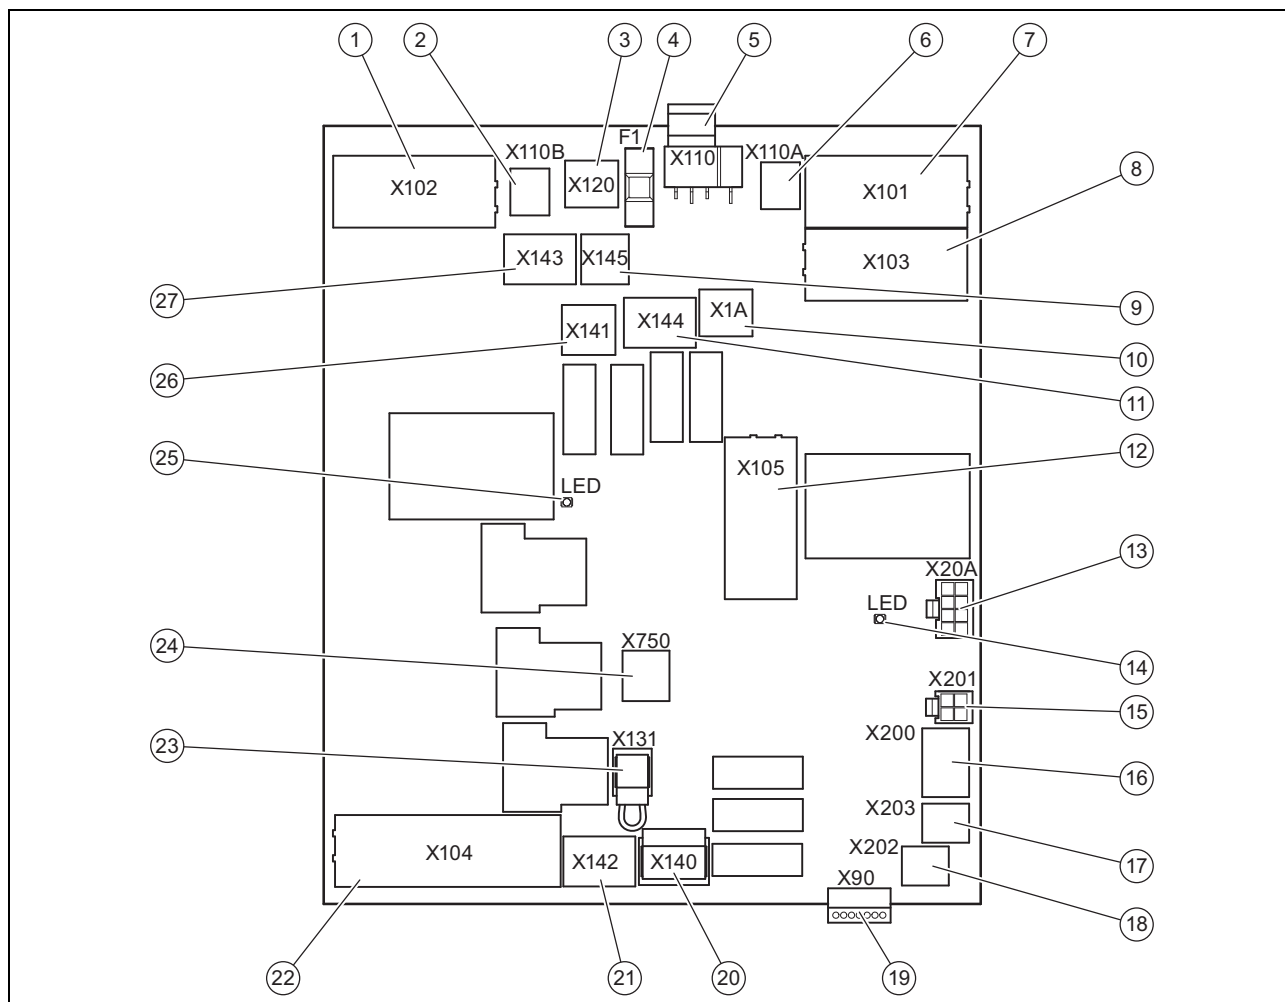 1 2 3 4 5 6 7
F1
X110B X110 X110A
X102 X120 X101
8
X143 X145 X103
27 9
X141 X144 X1A
26 10
11
25 X105 12
LED
X20A 13
LED
24 X750 14
X201 15
23 X131 X200
16
X203
X104 X142 X140 X202 17
X90
18
22 21 20 19